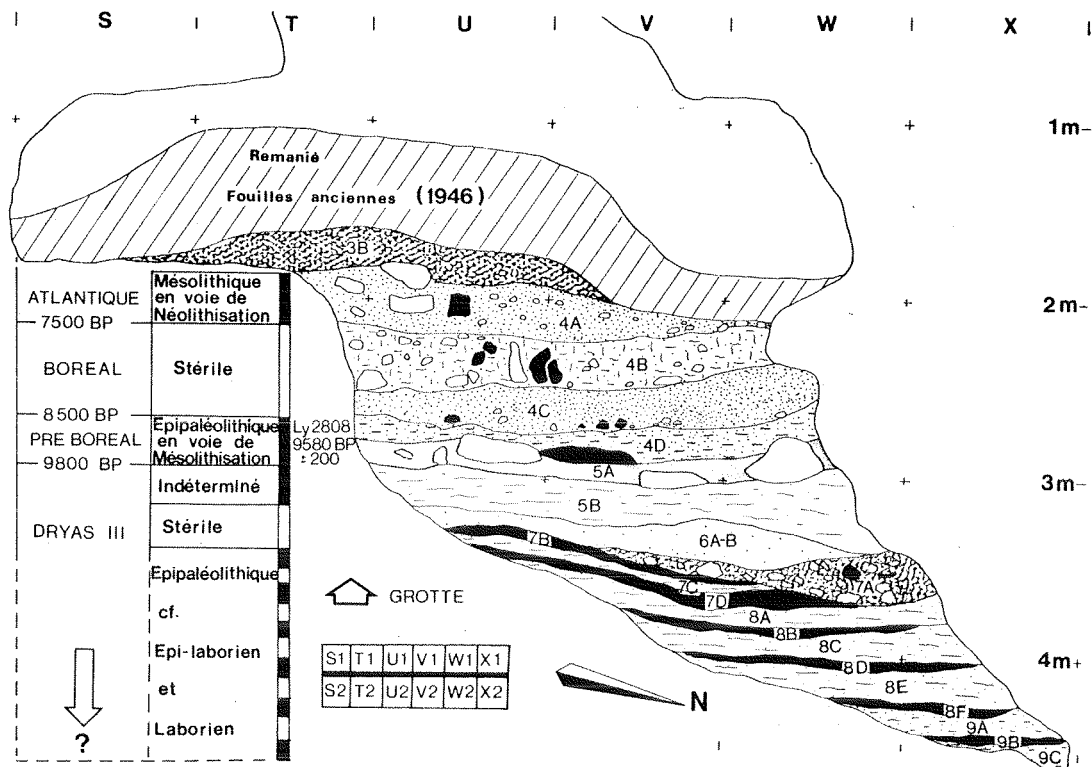 S T U V W X
1m
Remanié
Fouilles anciennes (1946)
3B
ATLANTIQUE
7500 BP
BOREAL
8500 BP
PRE BOREAL
9800 BP
DRYAS III
?
Mésolithique
en voie de
Néolithisation
Stérile
Epipaléolithique
en voie de
Mésolithisation
Indéterminé
Stérile
Epipaléolithique
cf.
Epi-laborien
et
Laborien
Ly 2808
9580 BP
± 200
2m
4A
4B
4C
4D
5A
3m
5B
6A-B
7B
7A
7C
7D
8A
8B
8C
8D
4m
8E
8F
9A
9B
9C
GROTTE
S1 T1 U1 V1 W1 X1
S2 T2 U2 V2 W2 X2
N